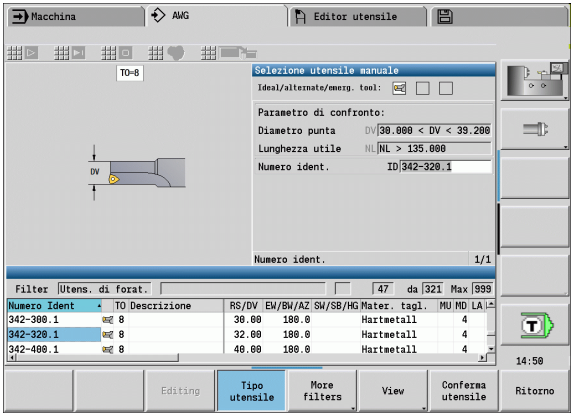 Macchina
AWG
Editor utensile
TO=8
DV
Selezione utensile manuale
Ideal/alternate/emerg. tool:
Parametro di confronto:
Diametro punta DV 30.000 < DV < 39.200
Lunghezza utile NL NL > 135.000
Numero ident. ID 342-320.1
Numero ident. 1/1
Filter Utens. di forat. 47 da 321 Max 999
Numero Ident TO Descrizione RS/DV EW/BW/AZ SW/SB/HG Mater. tagl. MU MD LA
342-300.1 8 30.00 180.0 Hartmetall 4
342-320.1 8 32.00 180.0 Hartmetall 4
342-400.1 8 40.00 180.0 Hartmetall 4
T
14:50
Editing
Tipo utensile
More filters
View
Conferma utensile
Ritorno